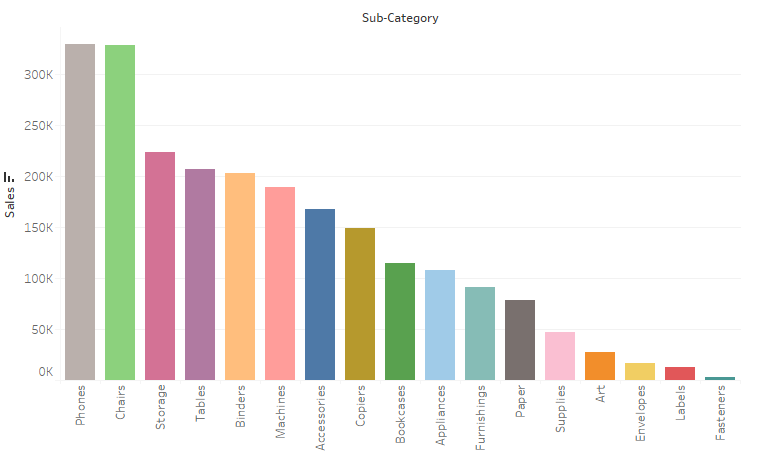 Sub-Category
Sales
300K
250K
200K
150K
100K
50K
0K
Phones
Chairs
Storage
Tables
Binders
Machines
Accessories
Copiers
Bookcases
Appliances
Furnishings
Paper
Supplies
Art
Envelopes
Labels
Fasteners